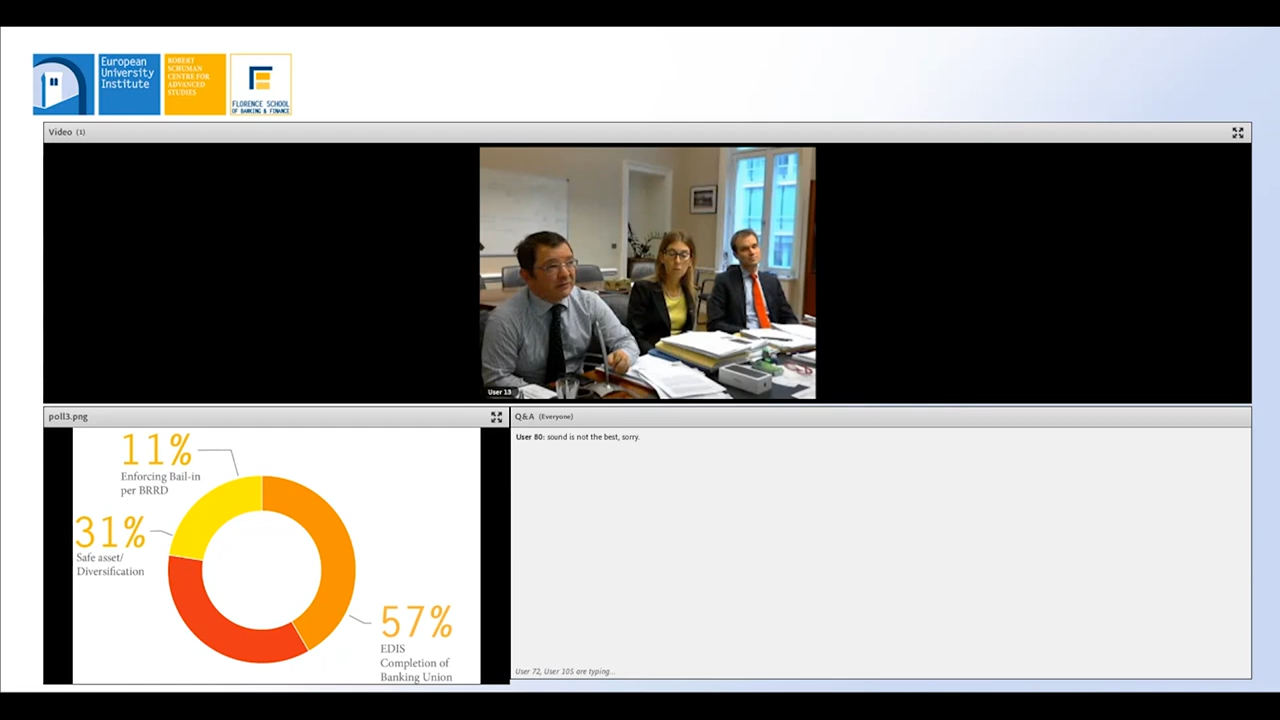 European
University
Institute
ROBERT
SCHUMAN
CENTRE FOR
ADVANCED
STUDIES
FLORENCE SCHOOL
OF BANKING & FINANCE
Video (1)
User 13
poll3.png
11%
Enforcing Bail-in
per BRRD
31%
Safe asset/
Diversification
57%
EDIS
Completion of
Banking Union
Q&A (Everyone)
User 80: sound is not the best, sorry.
User 72, User 105 are typing...